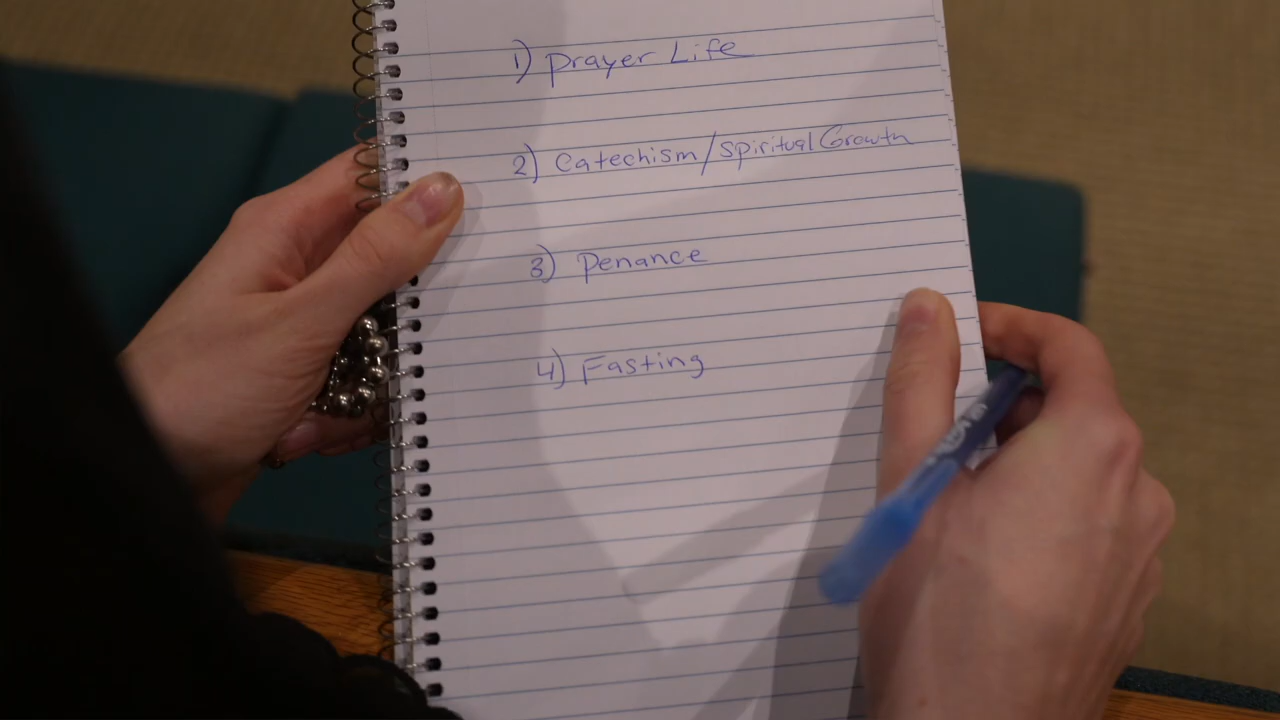 1) Prayer Life
2) Catechism/Spiritual Growth
3) Penance
4) Fasting